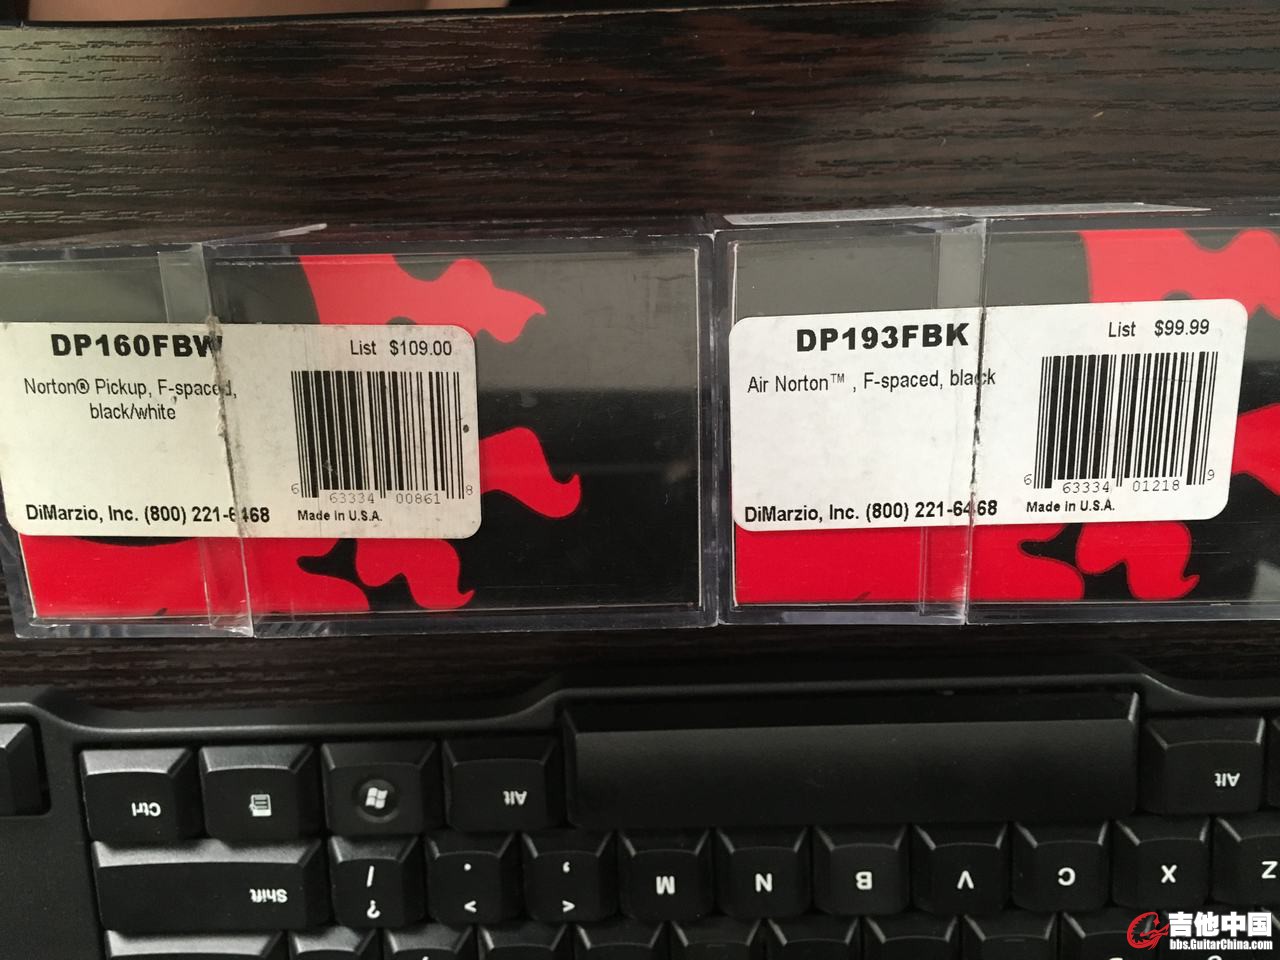 DP160FBW
List $109.00
Norton® Pickup, F-spaced,
black/white
6 63334 00861 8
DiMarzio, Inc. (800) 221-6468
Made in U.S.A.
DP193FBK
List $99.99
Air Norton™ , F-spaced, black
6 63334 01218 9
DiMarzio, Inc. (800) 221-6468
Made in U.S.A.
Ctrl
Alt
Alt
Shift
/ ?
. >
, <
M
N
B
V
C
X
Z
吉他中国
bbs.GuitarChina.com